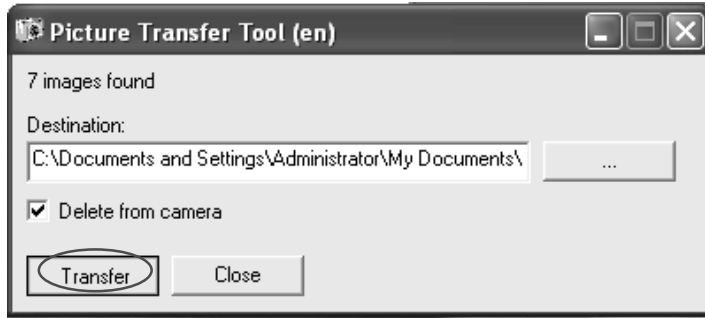 Picture Transfer Tool (en)
7 images found
Destination:
C:\Documents and Settings\Administrator\My Documents\
...
Delete from camera
Transfer
Close